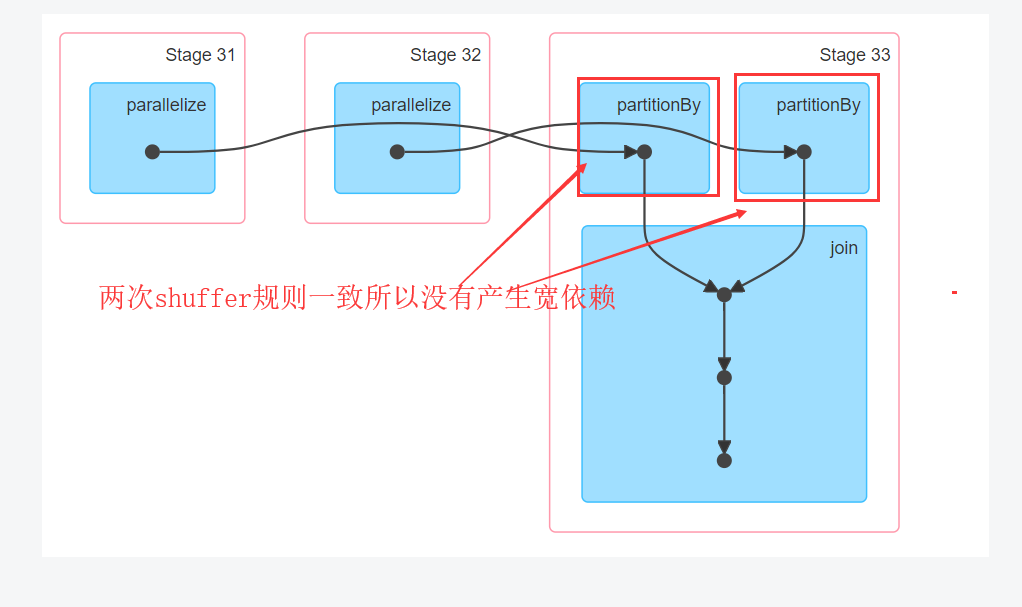 Stage 31
Stage 32
Stage 33
parallelize
parallelize
partitionBy
partitionBy
join
两次shuffer规则一致所以没有产生宽依赖